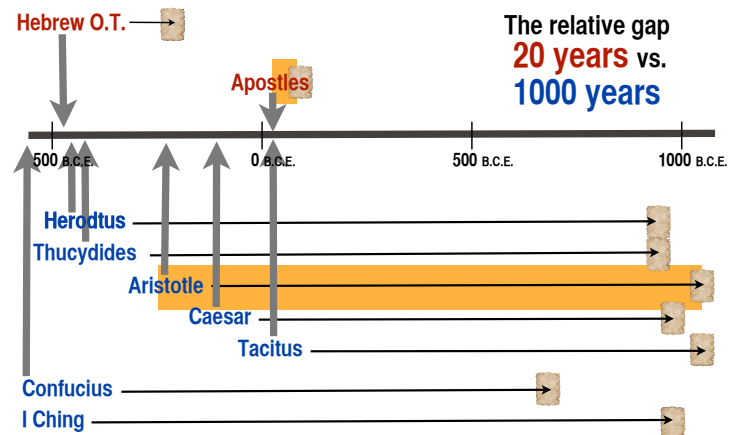 Hebrew O.T.
The relative gap
20 years vs.
1000 years
Apostles
500 B.C.E.
0 B.C.E.
500 B.C.E.
1000 B.C.E.
Herodtus
Thucydides
Aristotle
Caesar
Tacitus
Confucius
I Ching